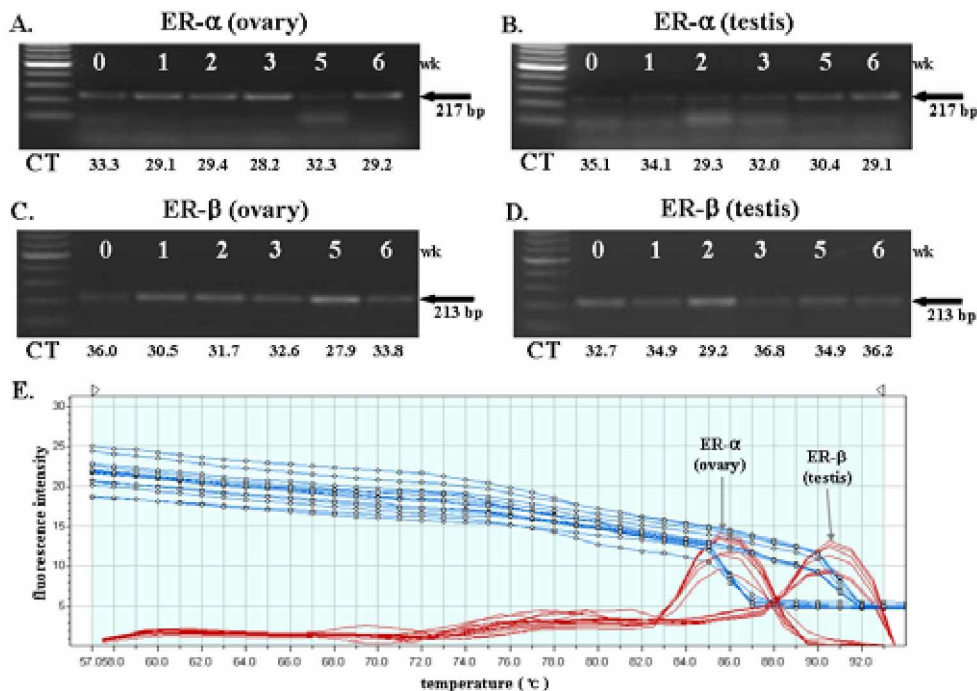 A. ER-α (ovary)
0 1 2 3 5 6 wk
217 bp
CT 33.3 29.1 29.4 28.2 32.3 29.2
B. ER-α (testis)
0 1 2 3 5 6 wk
217 bp
CT 35.1 34.1 29.3 32.0 30.4 29.1
C. ER-β (ovary)
0 1 2 3 5 6 wk
213 bp
CT 36.0 30.5 31.7 32.6 27.9 33.8
D. ER-β (testis)
0 1 2 3 5 6 wk
213 bp
CT 32.7 34.9 29.2 36.8 34.9 36.2
E.
30
25
20
15
10
5
fluorescence intensity
ER-α
(ovary)
ER-β
(testis)
57.0 58.0 60.0 62.0 64.0 66.0 68.0 70.0 72.0 74.0 76.0 78.0 80.0 82.0 84.0 86.0 88.0 90.0 92.0
temperature (℃)